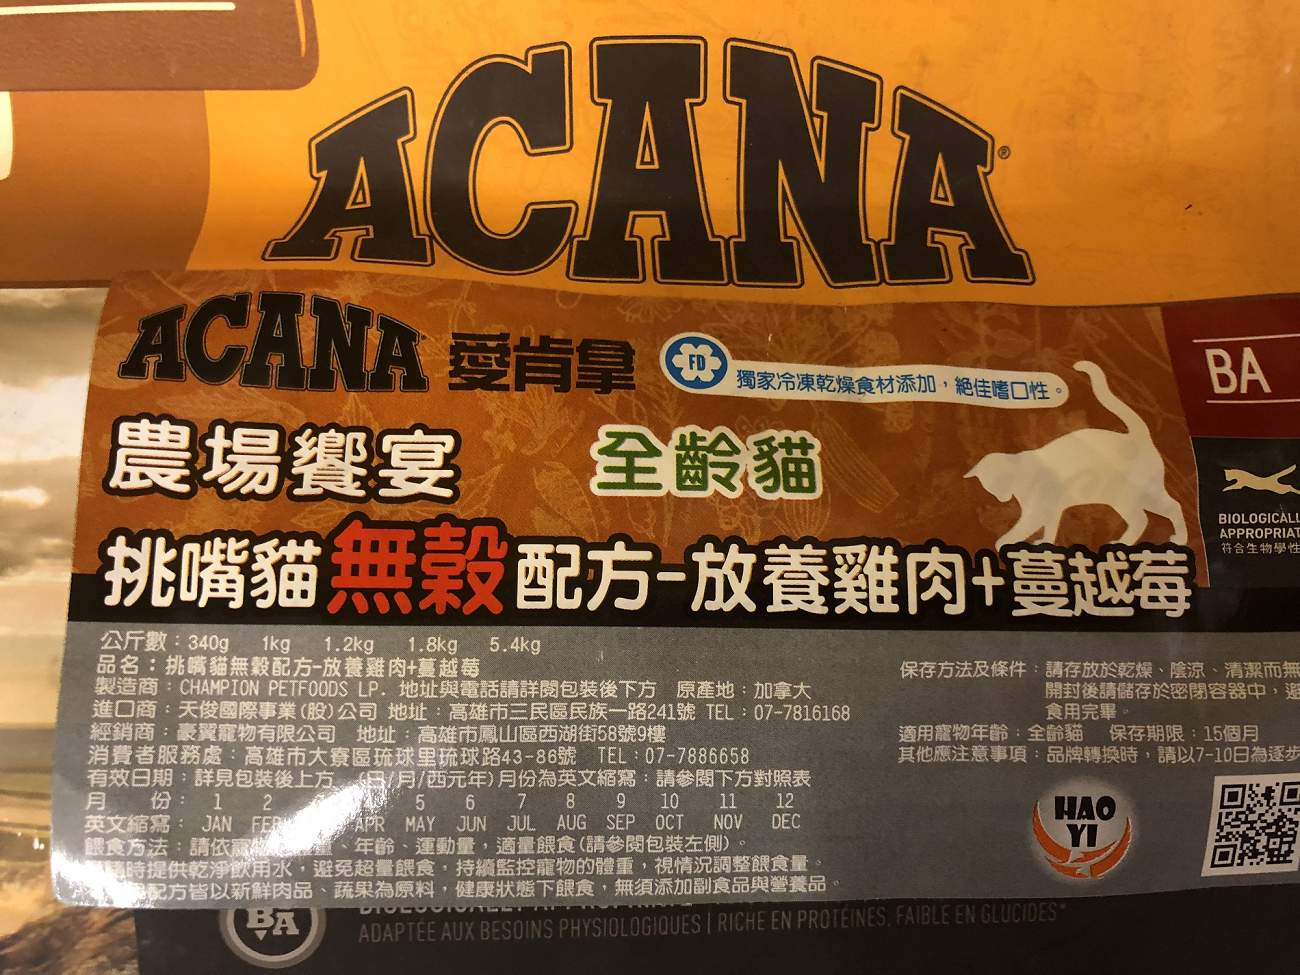 ACANA®
ACANA 愛肯拿
FD 獨家冷凍乾燥食材添加，絕佳嗜口性。
農場饗宴 全齡貓
挑嘴貓無穀配方-放養雞肉+蔓越莓
BA
BIOLOGICALL
APPROPRIAT
符合生物學性
公斤數：340g 1kg 1.2kg 1.8kg 5.4kg
品名：挑嘴貓無穀配方-放養雞肉+蔓越莓
製造商：CHAMPION PETFOODS LP. 地址與電話請詳閱包裝後下方 原產地：加拿大
進口商：天俊國際事業(股)公司 地址：高雄市三民區民族一路241號 TEL：07-7816168
經銷商：豪翼寵物有限公司 地址：高雄市鳳山區西湖街58號9樓
消費者服務處：高雄市大寮區琉球里琉球路43-86號 TEL：07-7886658
有效日期：詳見包裝後上方 (日/月/西元年)月份為英文縮寫：請參閱下方對照表
月 份：1 2 5 6 7 8 9 10 11 12
英文縮寫：JAN FEB APR MAY JUN JUL AUG SEP OCT NOV DEC
餵食方法：請依 、年齡、運動量，適量餵食(請參閱包裝左側)。
時提供乾淨飲用水，避免超量餵食，持續監控寵物的體重，視情況調整餵食量。
配方皆以新鮮肉品、蔬果為原料，健康狀態下餵食，無須添加副食品與營養品。
保存方法及條件：請存放於乾燥、陰涼、清潔而無
開封後請儲存於密閉容器中，避
食用完畢。
適用寵物年齡：全齡貓 保存期限：15個月
其他應注意事項：品牌轉換時，請以7-10日為逐步
HAO
YI
BA
ADAPTÉE AUX BESOINS PHYSIOLOGIQUES | RICHE EN PROTÉINES, FAIBLE EN GLUCIDES*